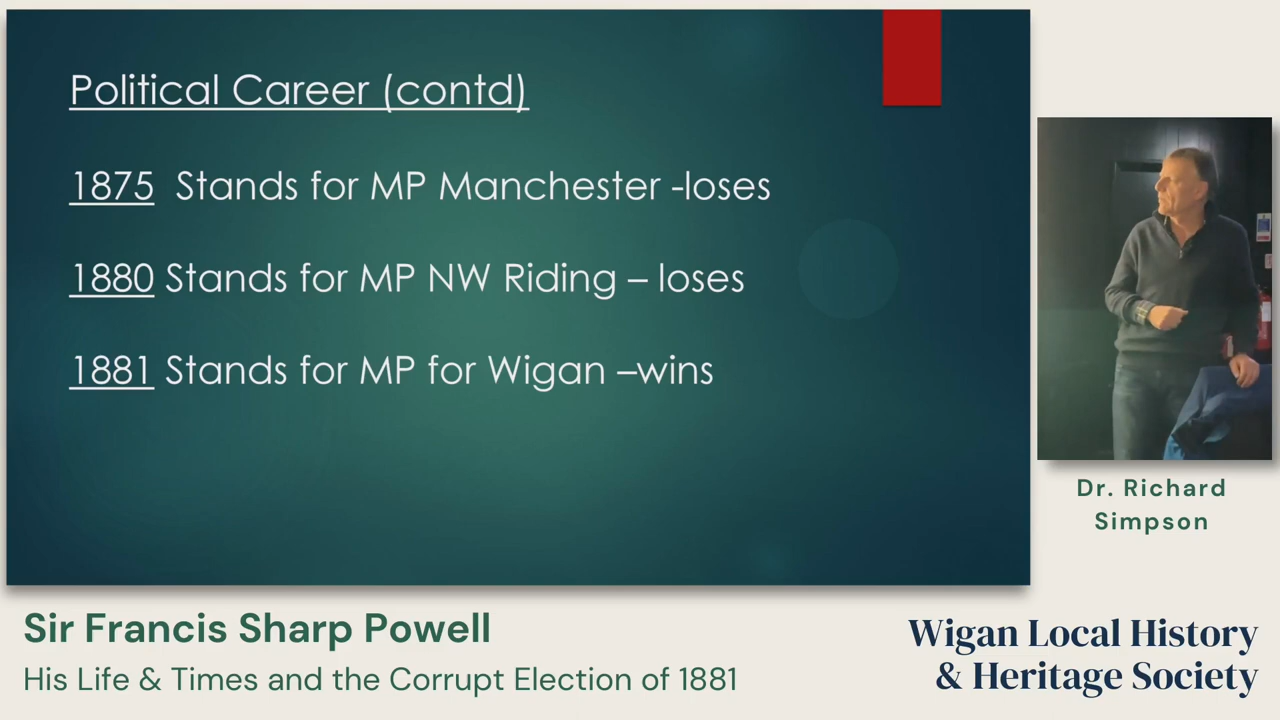 Political Career (contd)
1875 Stands for MP Manchester -loses
1880 Stands for MP NW Riding – loses
1881 Stands for MP for Wigan –wins
Dr. Richard
Simpson
Sir Francis Sharp Powell
His Life & Times and the Corrupt Election of 1881
Wigan Local History
& Heritage Society